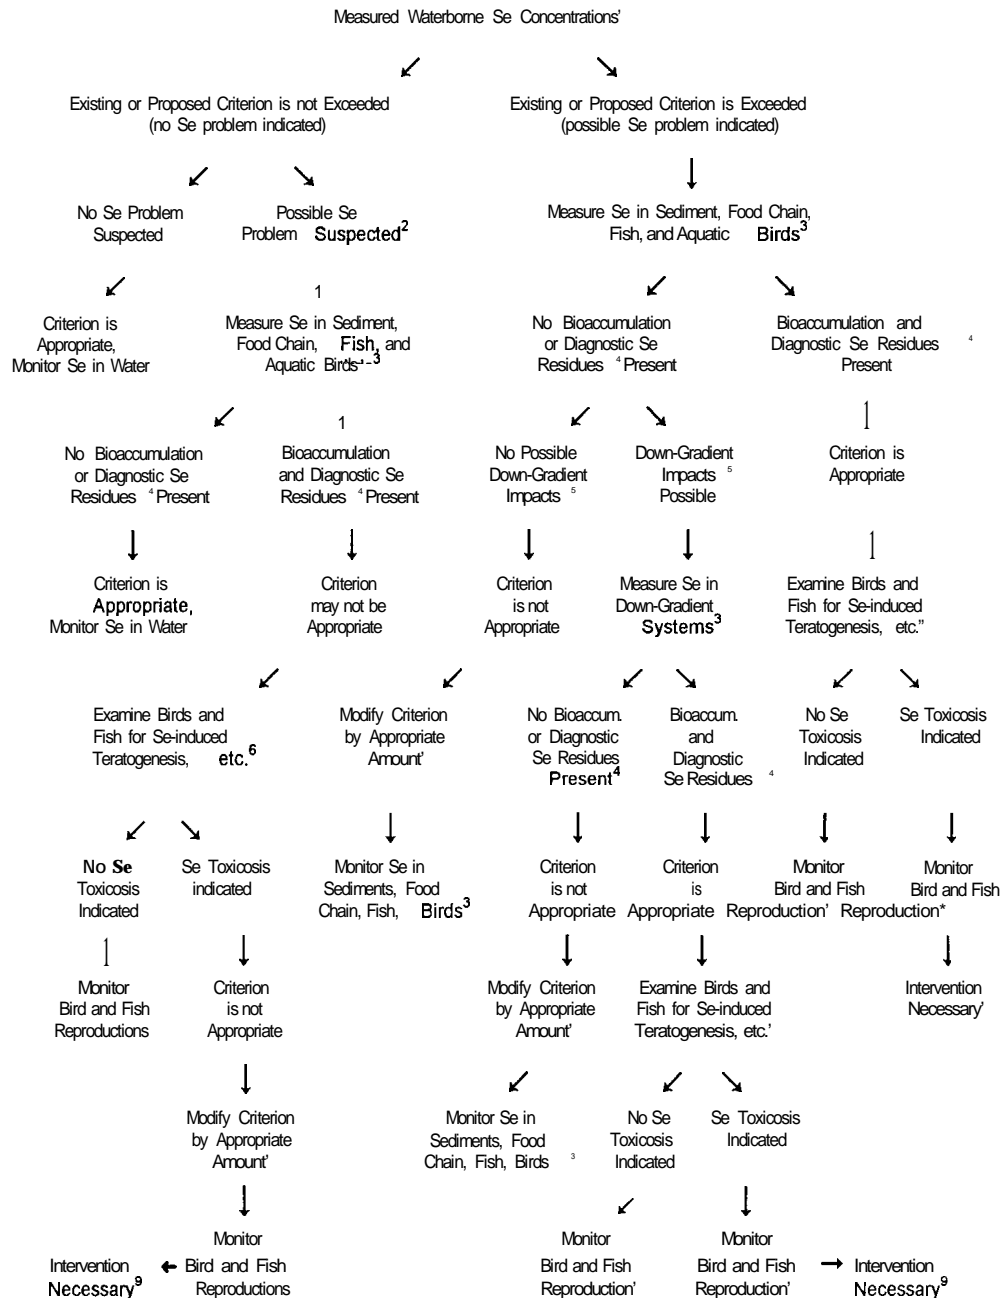 Measured Waterborne Se Concentrations'
Existing or Proposed Criterion is not Exceeded
(no Se problem indicated)
Existing or Proposed Criterion is Exceeded
(possible Se problem indicated)
No Se Problem
Suspected
Possible Se
Problem Suspected2
Measure Se in Sediment, Food Chain,
Fish, and Aquatic Birds3
1
Criterion is
Appropriate,
Monitor Se in Water
Measure Se in Sediment,
Food Chain, Fish, and
Aquatic Birds3
No Bioaccumulation
or Diagnostic Se
Residues 4 Present
Bioaccumulation and
Diagnostic Se Residues 4
Present
1
1
No Bioaccumulation
or Diagnostic Se
Residues 4 Present
Bioaccumulation
and Diagnostic Se
Residues 4 Present
No Possible
Down-Gradient
Impacts 5
Down-Gradient
Impacts 5
Possible
Criterion is
Appropriate
1
Criterion is
Appropriate,
Monitor Se in Water
Criterion
may not be
Appropriate
Criterion
is not
Appropriate
Measure Se in
Down-Gradient
Systems3
Examine Birds and
Fish for Se-induced
Teratogenesis, etc."
Examine Birds and
Fish for Se-induced
Teratogenesis, etc.6
Modify Criterion
by Appropriate
Amount'
No Bioaccum.
or Diagnostic
Se Residues
Present4
Bioaccum.
and
Diagnostic
Se Residues 4
No Se
Toxicosis
Indicated
Se Toxicosis
Indicated
No Se
Toxicosis
Indicated
Se Toxicosis
indicated
Monitor Se in
Sediments, Food
Chain, Fish, Birds3
Criterion
is not
Appropriate
Criterion
is
Appropriate
Monitor
Bird and Fish
Reproduction'
Monitor
Bird and Fish
Reproduction*
1
Monitor
Bird and Fish
Reproductions
Criterion
is not
Appropriate
Modify Criterion
by Appropriate
Amount'
Examine Birds and
Fish for Se-induced
Teratogenesis, etc.'
Intervention
Necessary'
Modify Criterion
by Appropriate
Amount'
Monitor Se in
Sediments, Food
Chain, Fish, Birds 3
No Se
Toxicosis
Indicated
Se Toxicosis
Indicated
Intervention
Necessary9
Monitor
Bird and Fish
Reproductions
Monitor
Bird and Fish
Reproduction'
Monitor
Bird and Fish
Reproduction'
Intervention
Necessary9